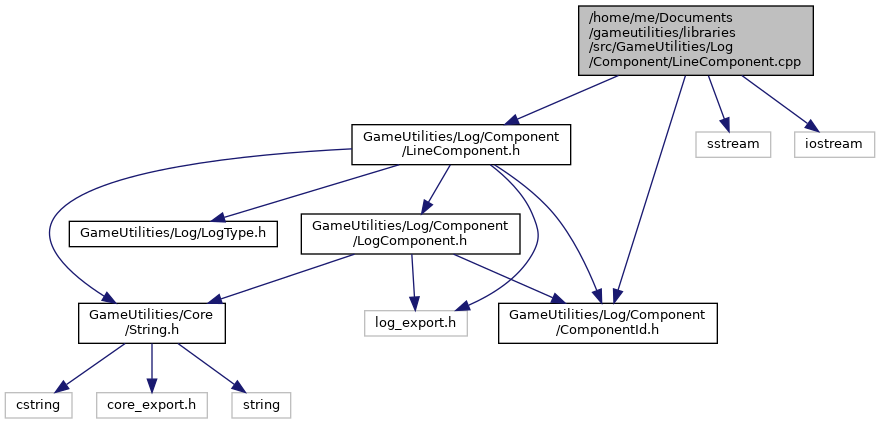 /home/me/Documents
/gameutilities/libraries
/src/GameUtilities/Log
/Component/LineComponent.cpp
GameUtilities/Log/Component
/LineComponent.h
sstream
iostream
GameUtilities/Log/LogType.h
GameUtilities/Log/Component
/LogComponent.h
GameUtilities/Core
/String.h
log_export.h
GameUtilities/Log/Component
/ComponentId.h
cstring
core_export.h
string